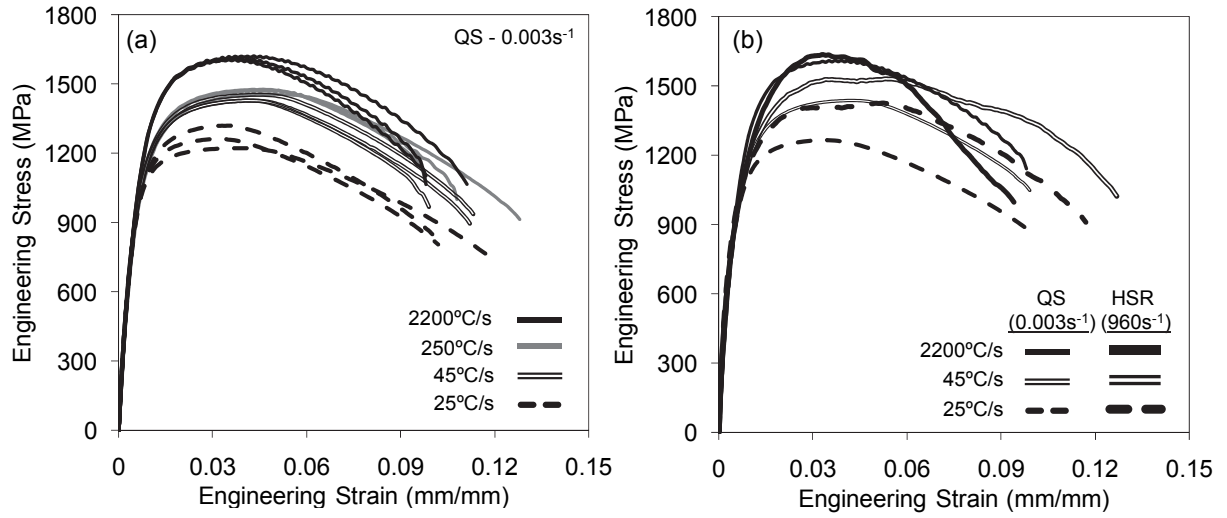 (a)
QS - 0.003s⁻¹
1800
1500
1200
900
600
300
0
Engineering Stress (MPa)
2200ºC/s
250ºC/s
45ºC/s
25ºC/s
0 0.03 0.06 0.09 0.12 0.15
Engineering Strain (mm/mm)
(b)
1800
1500
1200
900
600
300
0
Engineering Stress (MPa)
QS HSR
(0.003s⁻¹) (960s⁻¹)
2200ºC/s
45ºC/s
25ºC/s
0 0.03 0.06 0.09 0.12 0.15
Engineering Strain (mm/mm)